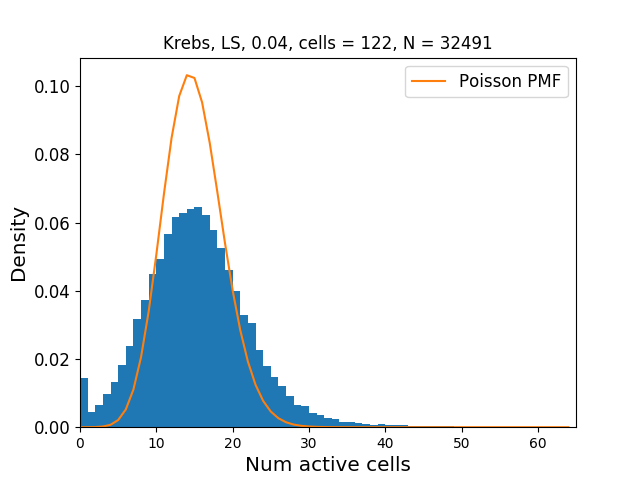 Krebs, LS, 0.04, cells = 122, N = 32491
Poisson PMF
Density
0.10
0.08
0.06
0.04
0.02
0.00
0 10 20 30 40 50 60
Num active cells